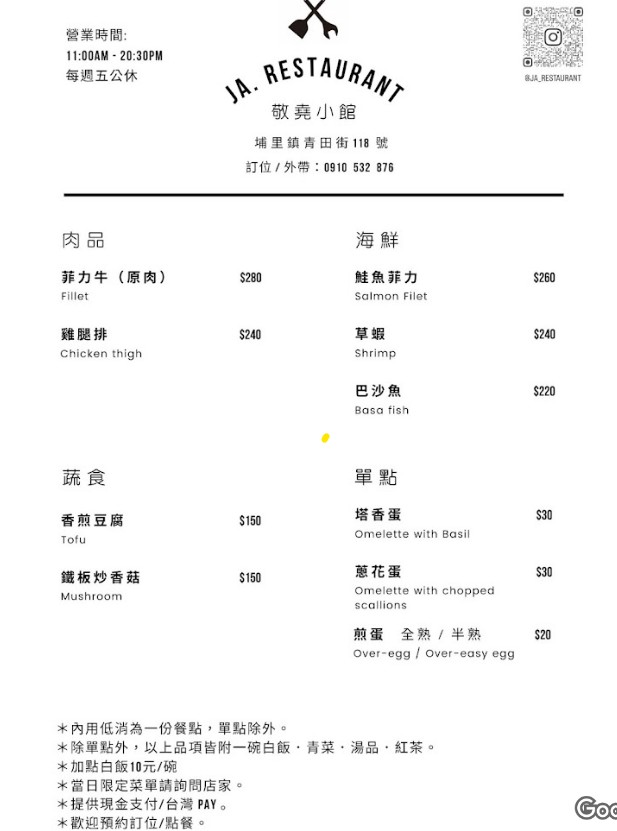 營業時間:
11:00AM - 20:30PM
每週五公休
@JA_RESTAURANT
JA. RESTAURANT
敬堯小館
埔里鎮青田街118 號
訂位 / 外帶：0910 532 876
肉品
菲力牛（原肉） $280
Fillet
雞腿排 $240
Chicken thigh
海鮮
鮭魚菲力 $260
Salmon Filet
草蝦 $240
Shrimp
巴沙魚 $220
Basa fish
蔬食
香煎豆腐 $150
Tofu
鐵板炒香菇 $150
Mushroom
單點
塔香蛋 $30
Omelette with Basil
蔥花蛋 $30
Omelette with chopped
scallions
煎蛋 全熟 / 半熟 $20
Over-egg / Over-easy egg
＊內用低消為一份餐點，單點除外。
＊除單點外，以上品項皆附一碗白飯．青菜．湯品．紅茶。
＊加點白飯10元/碗
＊當日限定菜單請詢問店家。
＊提供現金支付/台灣 PAY。
＊歡迎預約訂位/點餐。
Goo